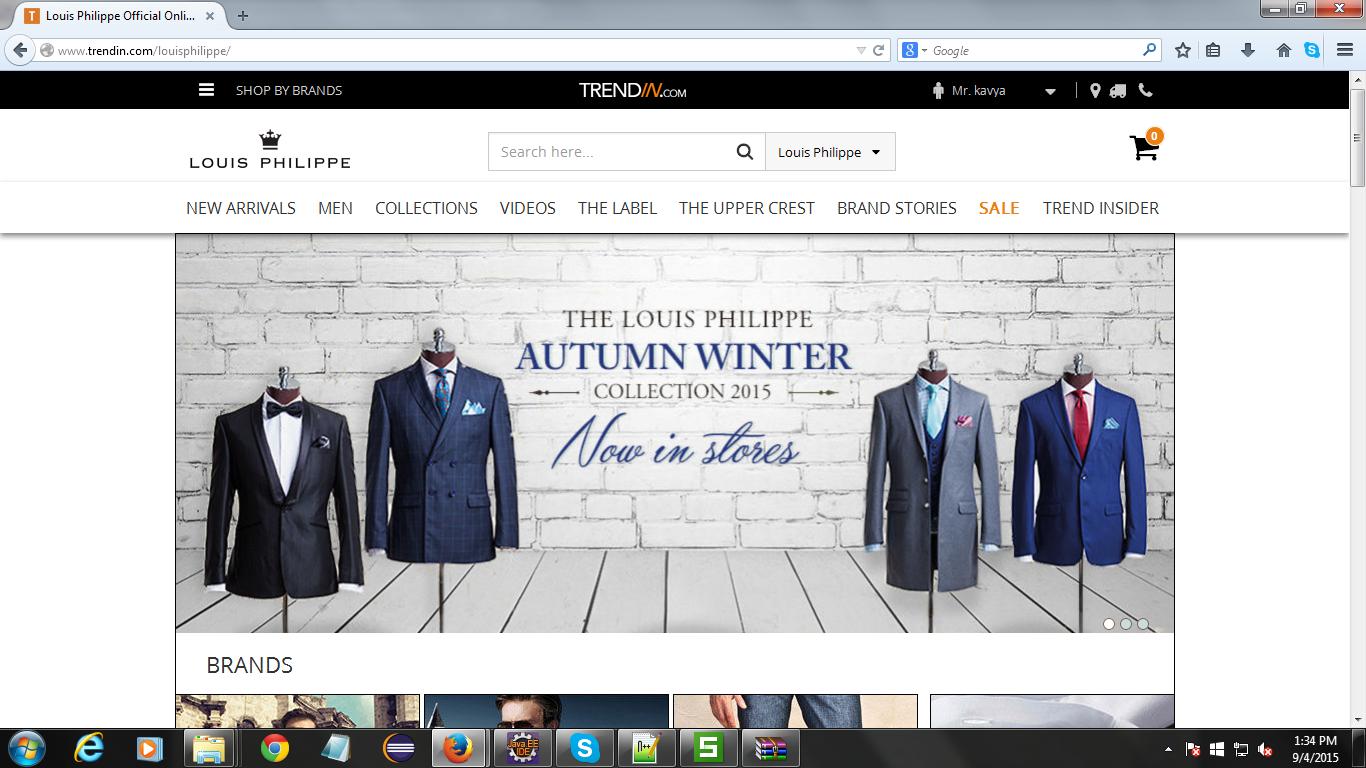 Louis Philippe Official Onli...
www.trendin.com/louisphilippe/
Google
SHOP BY BRANDS
TRENDIN.COM
Mr. kavya
LOUIS PHILIPPE
Search here...
Louis Philippe
0
NEW ARRIVALS MEN COLLECTIONS VIDEOS THE LABEL THE UPPER CREST BRAND STORIES SALE TREND INSIDER
THE LOUIS PHILIPPE
AUTUMN WINTER
COLLECTION 2015
Now in stores
BRANDS
Java EE
IDE
1:34 PM
9/4/2015